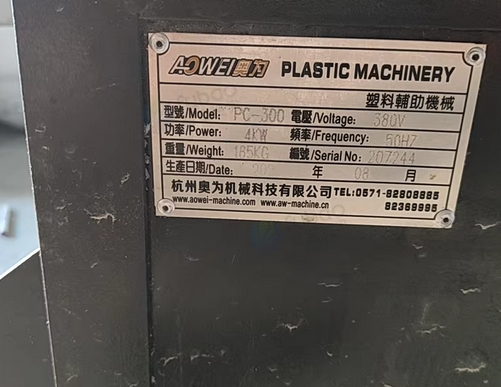 AOWEI奥为 PLASTIC MACHINERY
塑料輔助機械
型號/Model: PC-300 電壓/Voltage: 380V
功率/Power: 4KW 頻率/Frequency: 50HZ
重量/Weight: 185KG 編號/Serial No: 207244
生產日期/Date: 年 08 月
杭州奥为机械科技有限公司 TEL:0571-82808885
www.aowei-machine.com www.aw-machine.cn 82369995